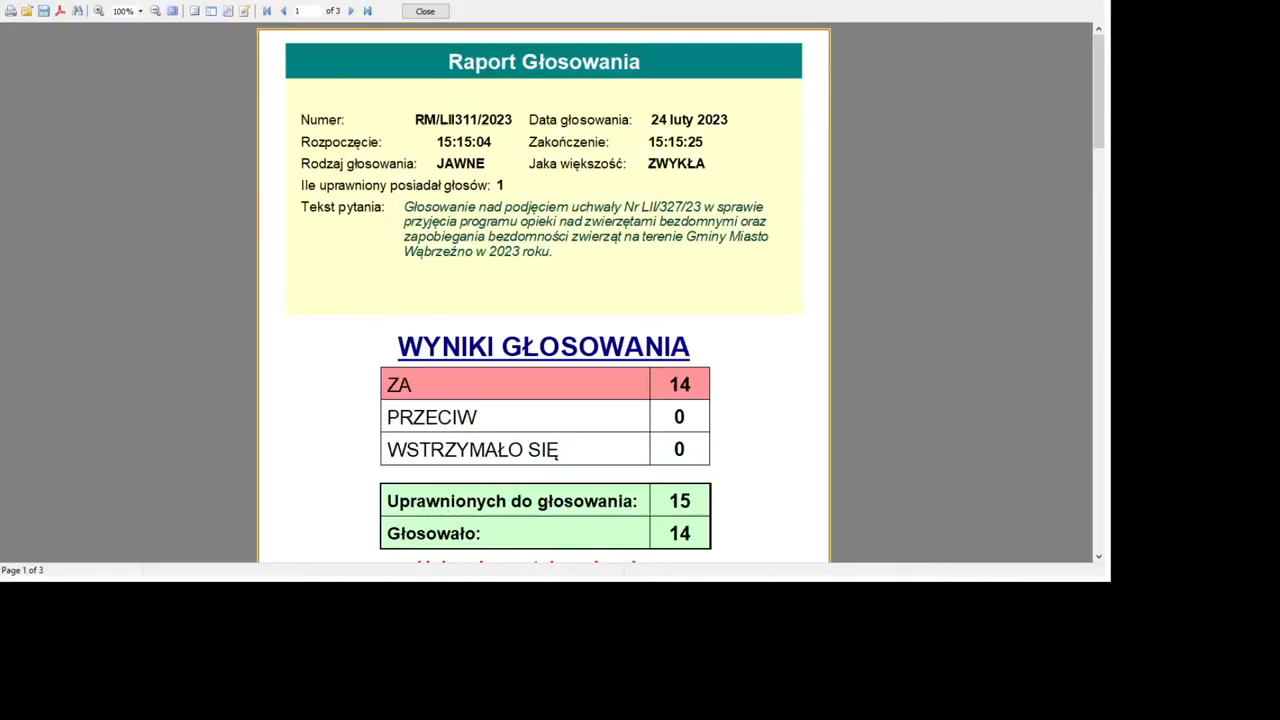 100%
1
of 3
Close
Raport Głosowania
Numer: RM/LII311/2023 Data głosowania: 24 luty 2023
Rozpoczęcie: 15:15:04 Zakończenie: 15:15:25
Rodzaj głosowania: JAWNE Jaka większość: ZWYKŁA
Ile uprawniony posiadał głosów: 1
Tekst pytania: Głosowanie nad podjęciem uchwały Nr LII/327/23 w sprawie
przyjęcia programu opieki nad zwierzętami bezdomnymi oraz
zapobiegania bezdomności zwierząt na terenie Gminy Miasto
Wąbrzeźno w 2023 roku.
WYNIKI GŁOSOWANIA
ZA 14
PRZECIW 0
WSTRZYMAŁO SIĘ 0
Uprawnionych do głosowania: 15
Głosowało: 14
Page 1 of 3